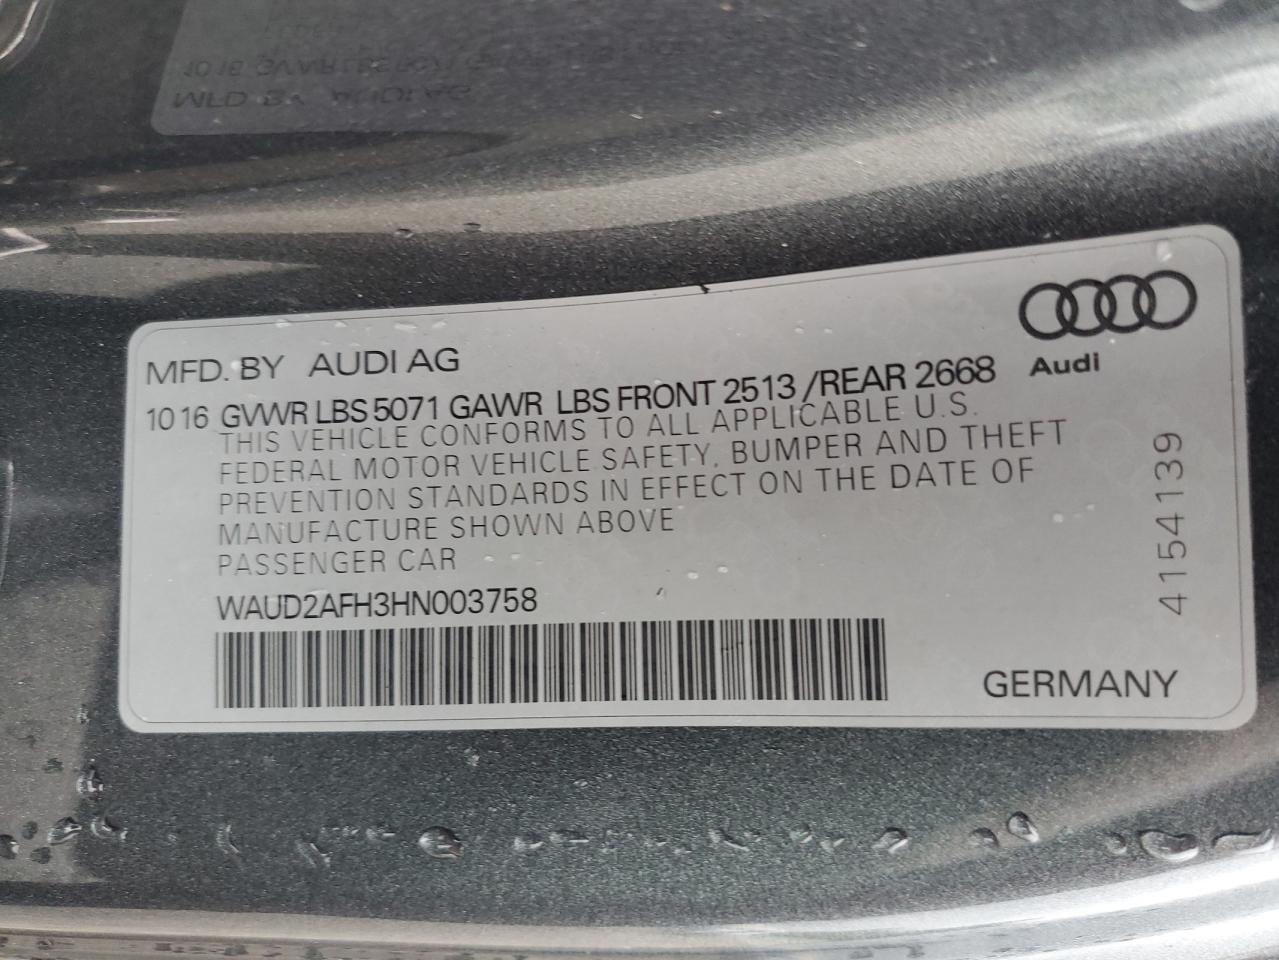 MFD. BY AUDI AG
Audi
10 16 GVWR LBS 5071 GAWR LBS FRONT 2513 /REAR 2668
THIS VEHICLE CONFORMS TO ALL APPLICABLE U.S.
FEDERAL MOTOR VEHICLE SAFETY, BUMPER AND THEFT
PREVENTION STANDARDS IN EFFECT ON THE DATE OF
MANUFACTURE SHOWN ABOVE
PASSENGER CAR
WAUD2AFH3HN003758
4154139
GERMANY